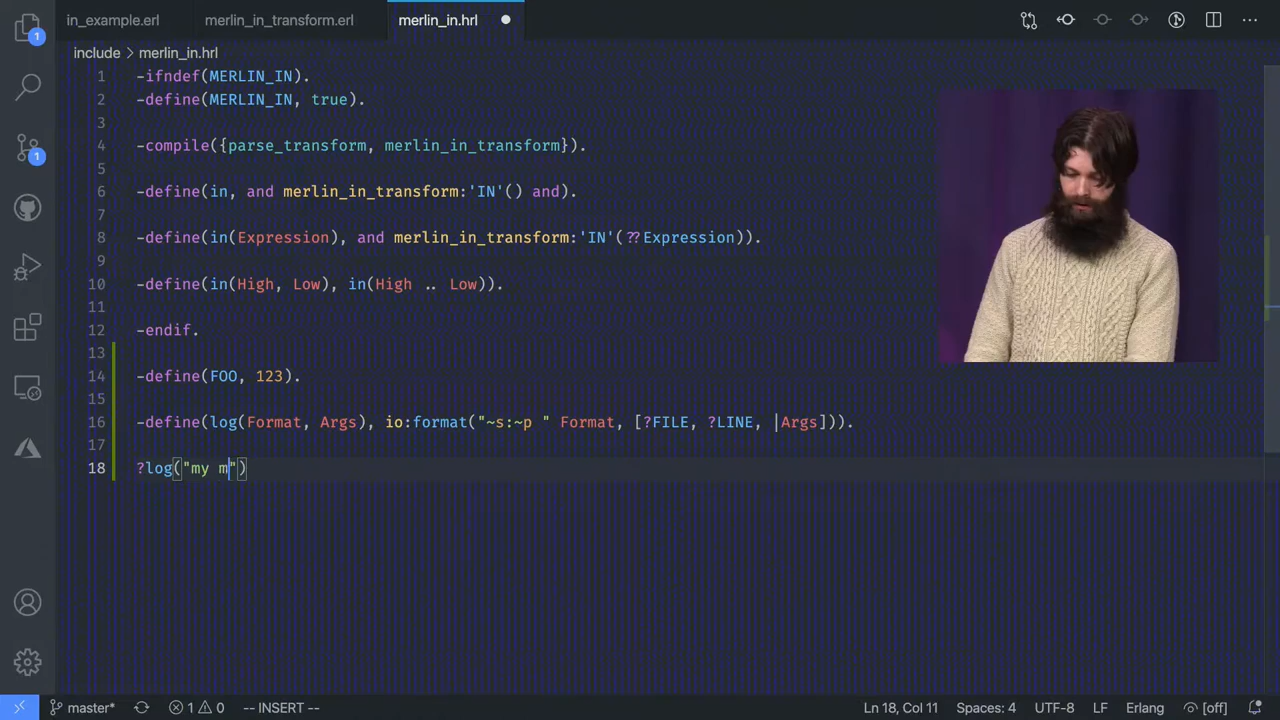 in_example.erl merlin_in_transform.erl merlin_in.hrl
include > merlin_in.hrl
1 -ifndef(MERLIN_IN).
2 -define(MERLIN_IN, true).
3
4 -compile({parse_transform, merlin_in_transform}).
5
6 -define(in, and merlin_in_transform:'IN'() and).
7
8 -define(in(Expression), and merlin_in_transform:'IN'(??Expression)).
9
10 -define(in(High, Low), in(High .. Low)).
11
12 -endif.
13
14 -define(FOO, 123).
15
16 -define(log(Format, Args), io:format("~s:~p " Format, [?FILE, ?LINE, |Args])).
17
18 ?log("my m")
1
1
master* 1 0 -- INSERT -- Ln 18, Col 11 Spaces: 4 UTF-8 LF Erlang [off]